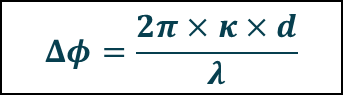 Δϕ = 2π × κ × d / λ